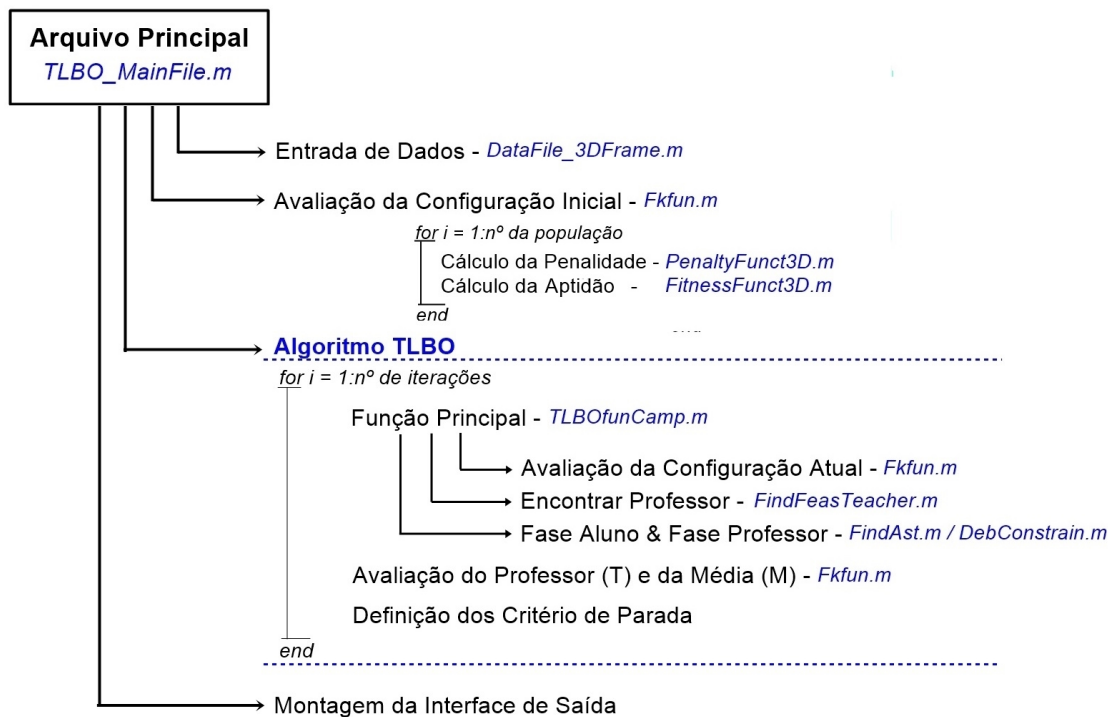 Arquivo Principal
TLBO_MainFile.m
Entrada de Dados - DataFile_3DFrame.m
Avaliação da Configuração Inicial - Fkfun.m
for i = 1:nº da população
Cálculo da Penalidade - PenaltyFunct3D.m
Cálculo da Aptidão - FitnessFunct3D.m
end
Algoritmo TLBO
for i = 1:nº de iterações
Função Principal - TLBOfunCamp.m
Avaliação da Configuração Atual - Fkfun.m
Encontrar Professor - FindFeasTeacher.m
Fase Aluno & Fase Professor - FindAst.m / DebConstrain.m
Avaliação do Professor (T) e da Média (M) - Fkfun.m
Definição dos Critério de Parada
end
Montagem da Interface de Saída